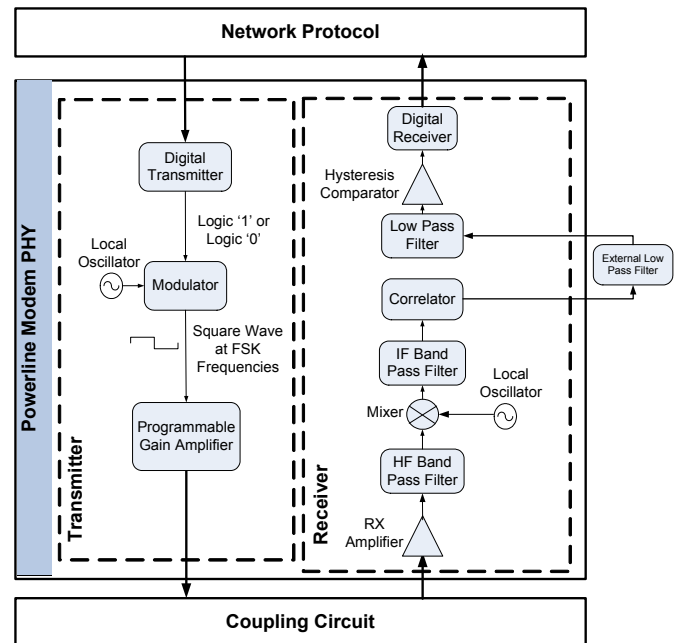 Network Protocol
Powerline Modem PHY
Transmitter
Digital
Transmitter
Logic ‘1’ or
Logic ‘0’
Local
Oscillator
Modulator
Square Wave
at FSK
Frequencies
Programmable
Gain Amplifier
Receiver
Digital
Receiver
Hysteresis
Comparator
Low Pass
Filter
External Low
Pass Filter
Correlator
IF Band
Pass Filter
Local
Oscillator
Mixer
HF Band
Pass Filter
RX
Amplifier
Coupling Circuit